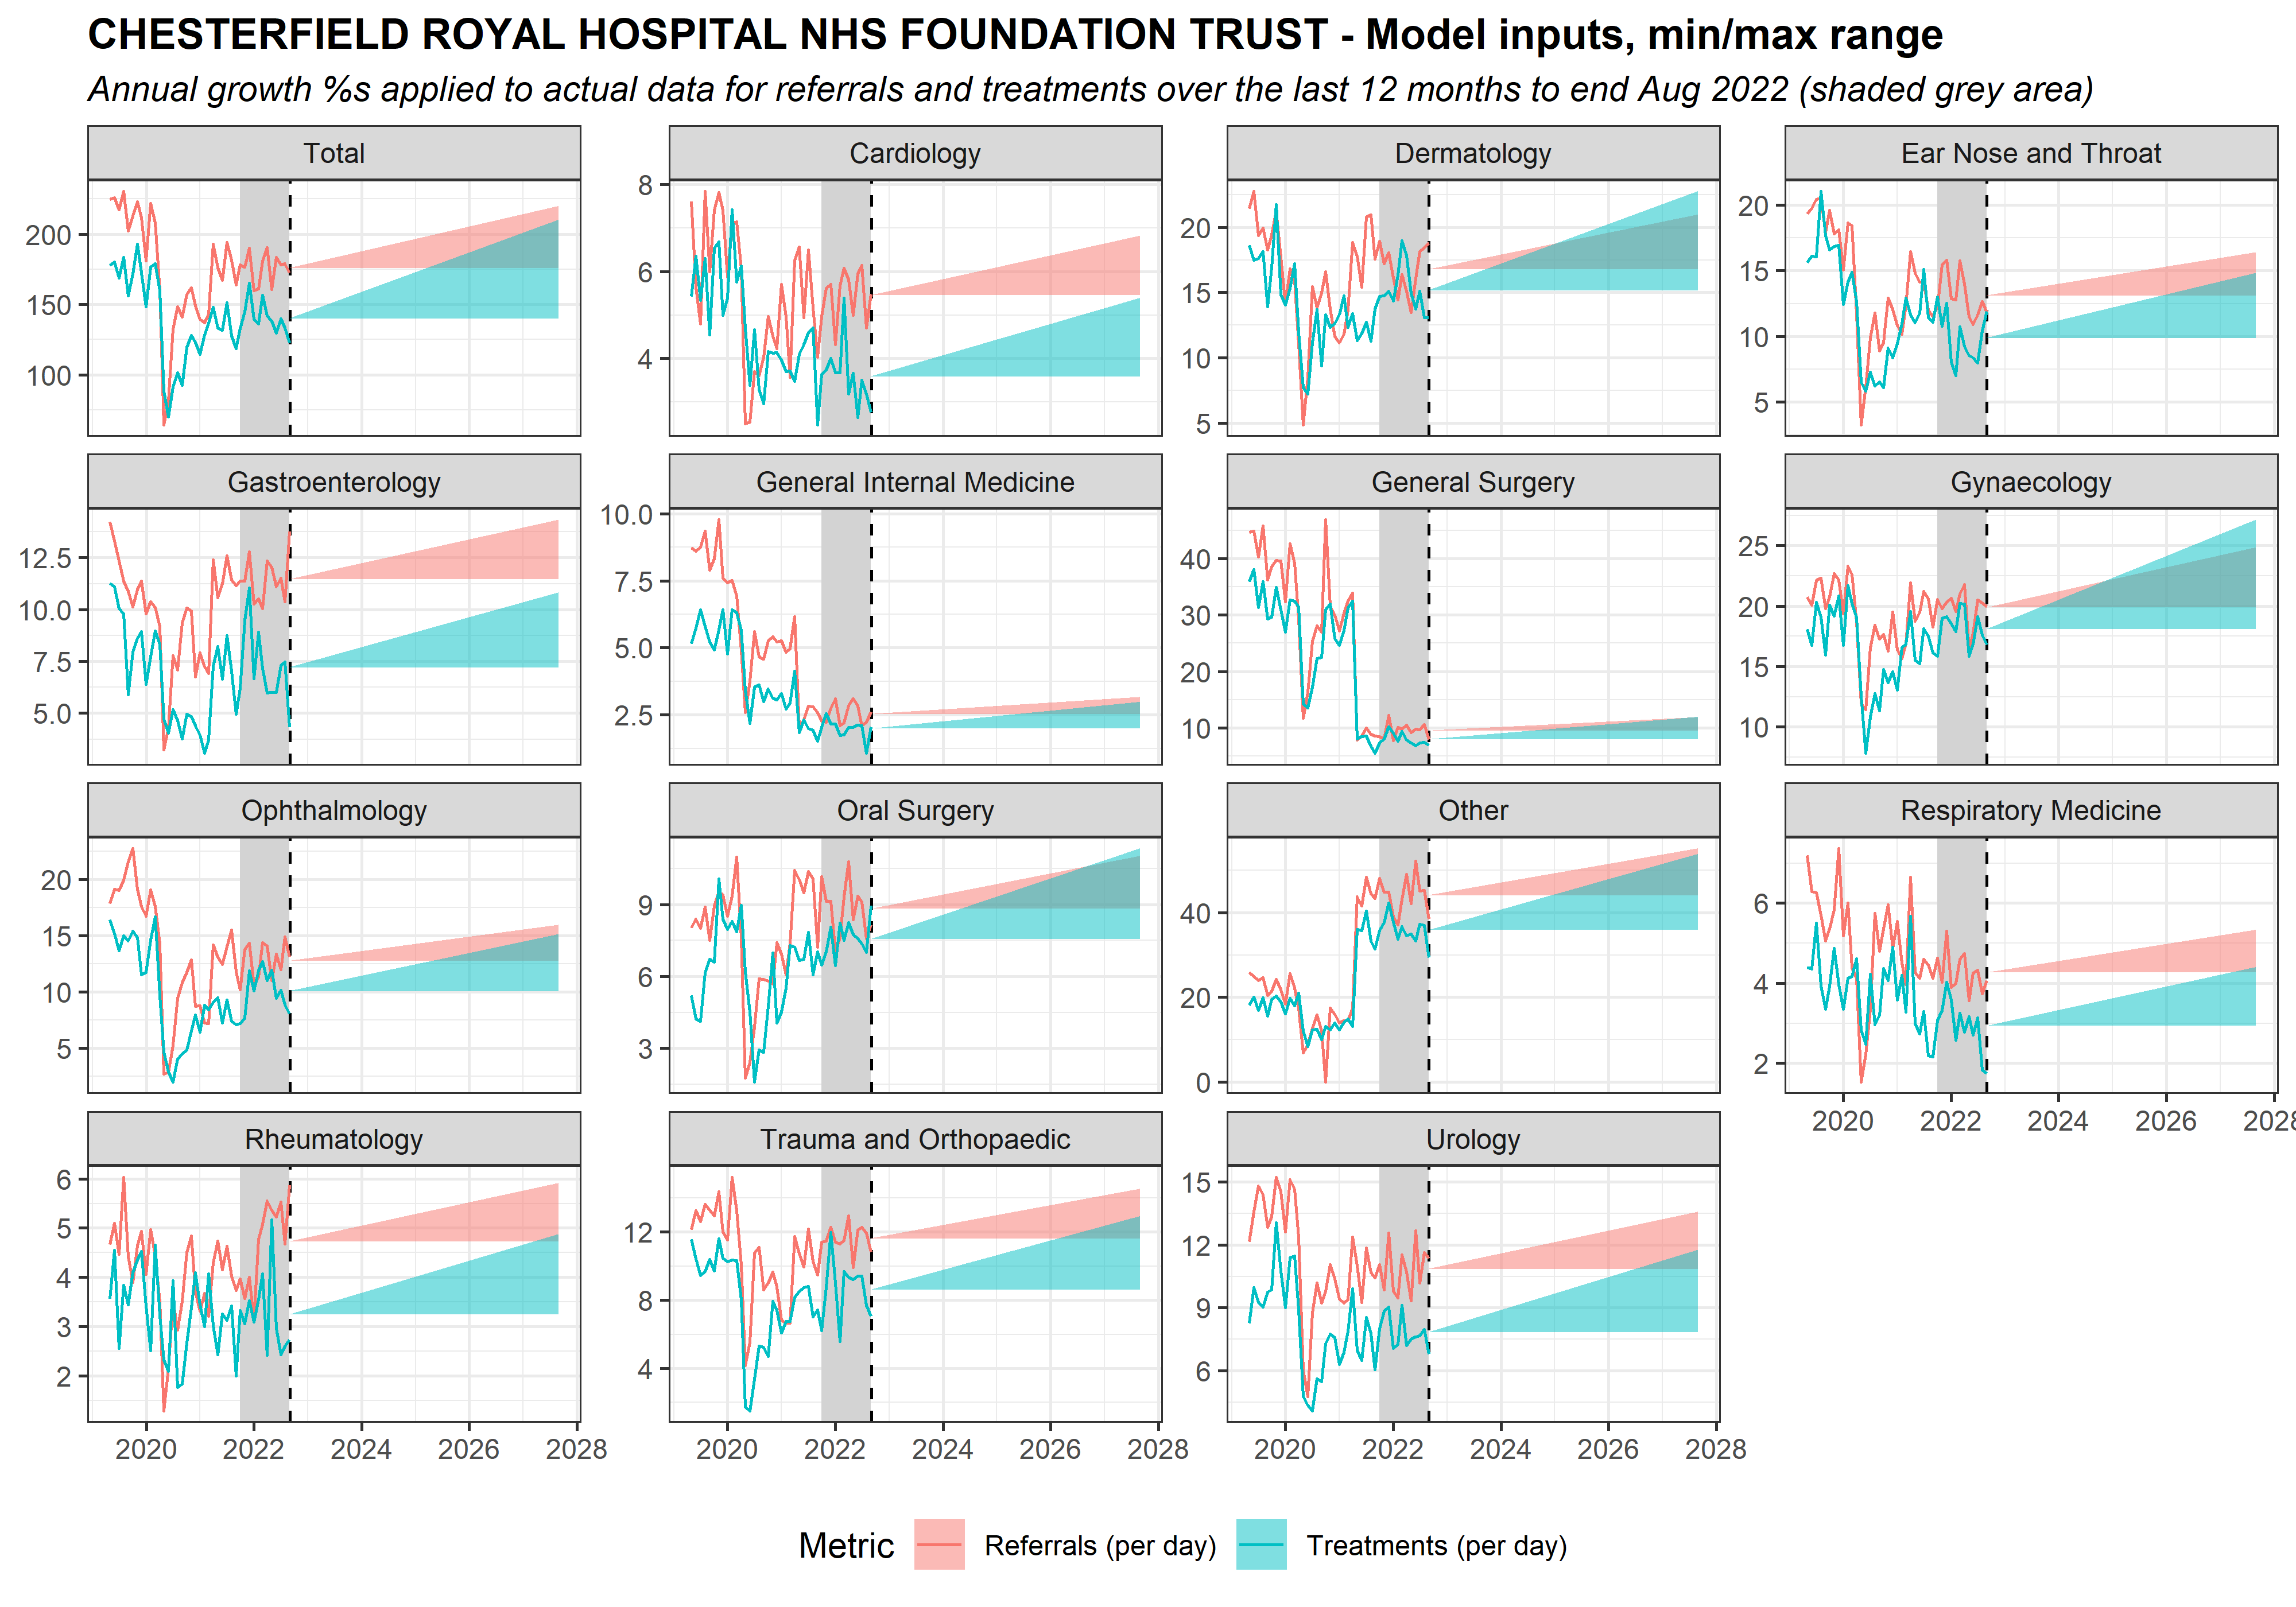 CHESTERFIELD ROYAL HOSPITAL NHS FOUNDATION TRUST - Model inputs, min/max range
Annual growth %s applied to actual data for referrals and treatments over the last 12 months to end Aug 2022 (shaded grey area)
Total
Cardiology
Dermatology
Ear Nose and Throat
200
150
100
8
6
4
20
15
10
5
20
15
10
5
Gastroenterology
General Internal Medicine
General Surgery
Gynaecology
12.5
10.0
7.5
5.0
10.0
7.5
5.0
2.5
40
30
20
10
25
20
15
10
Ophthalmology
Oral Surgery
Other
Respiratory Medicine
20
15
10
5
9
6
3
40
20
0
6
4
2
2020 2022 2024 2026 2028
Rheumatology
Trauma and Orthopaedic
Urology
6
5
4
3
2
12
8
4
15
12
9
6
2020 2022 2024 2026 2028
2020 2022 2024 2026 2028
2020 2022 2024 2026 2028
Metric Referrals (per day) Treatments (per day)